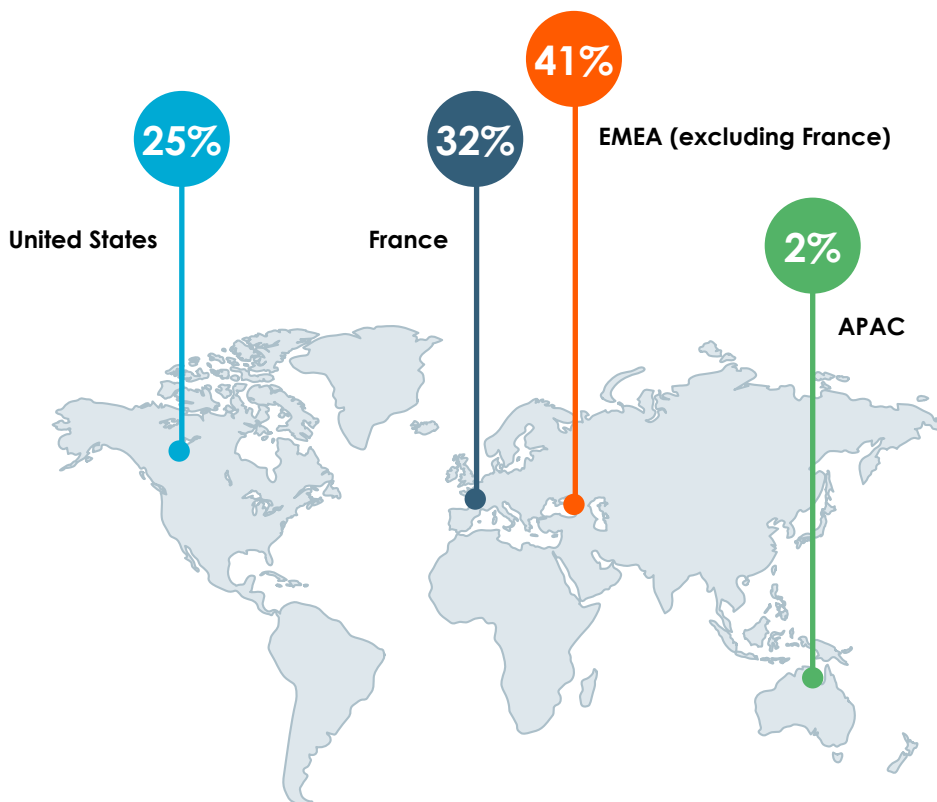 25%
United States
32%
France
41%
EMEA (excluding France)
2%
APAC